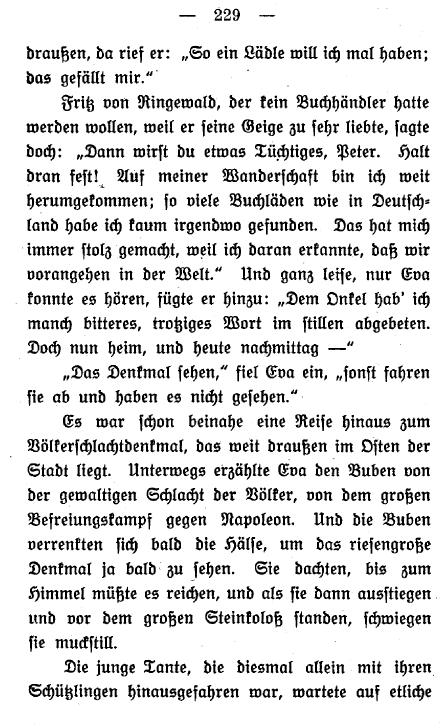 — 229 —
draußen, da rief er: „So ein Lädle will ich mal haben;
das gefällt mir.“
Fritz von Ringewald, der kein Buchhändler hatte
werden wollen, weil er seine Geige zu sehr liebte, sagte
doch: „Dann wirst du etwas Tüchtiges, Peter. Halt
dran fest! Auf meiner Wanderschaft bin ich weit
herumgekommen; so viele Buchläden wie in Deutsch-
land habe ich kaum irgendwo gefunden. Das hat mich
immer stolz gemacht, weil ich daran erkannte, daß wir
vorangehen in der Welt.“ Und ganz leise, nur Eva
konnte es hören, fügte er hinzu: „Dem Onkel hab' ich
manch bitteres, trotziges Wort im stillen abgebeten.
Doch nun heim, und heute nachmittag —“
„Das Denkmal sehen,“ fiel Eva ein, „sonst fahren
sie ab und haben es nicht gesehen.“
Es war schon beinahe eine Reise hinaus zum
Völkerschlachtdenkmal, das weit draußen im Osten der
Stadt liegt. Unterwegs erzählte Eva den Buben von
der gewaltigen Schlacht der Völker, von dem großen
Befreiungskampf gegen Napoleon. Und die Buben
verrenkten sich bald die Hälse, um das riesengroße
Denkmal ja bald zu sehen. Sie dachten, bis zum
Himmel müßte es reichen, und als sie dann ausstiegen
und vor dem großen Steinkoloß standen, schwiegen
sie muckstill.
Die junge Tante, die diesmal allein mit ihren
Schützlingen hinausgefahren war, wartete auf etliche